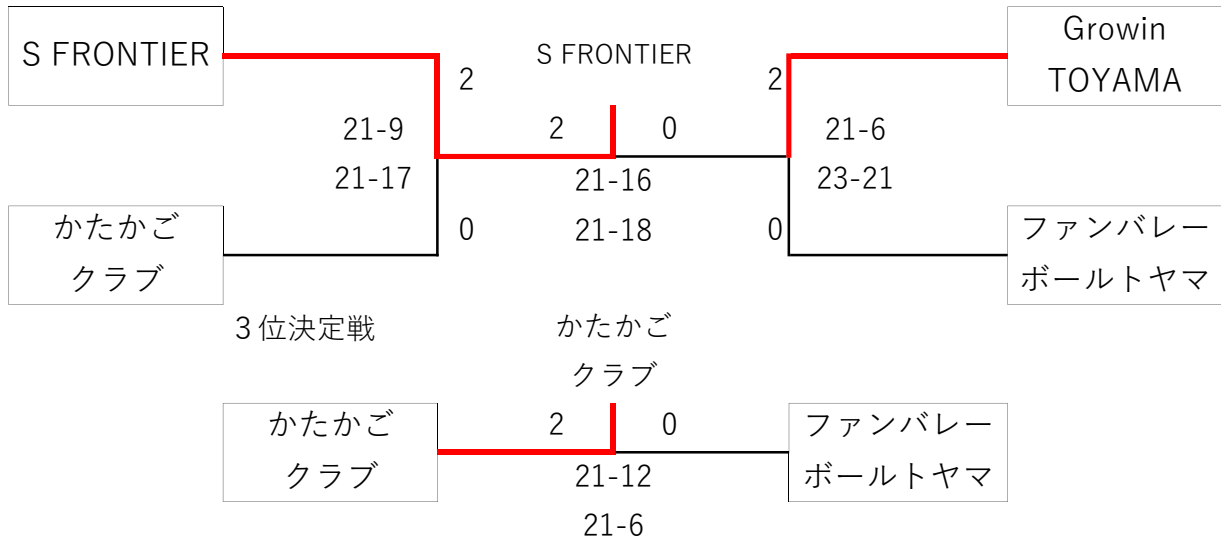 S FRONTIER
S FRONTIER
Growin
TOYAMA
2
2
21-9
2
0
21-6
21-17
21-16
23-21
かたかご
クラブ
0
21-18
0
ファンバレー
ボールトヤマ
３位決定戦
かたかご
クラブ
かたかご
クラブ
2
0
ファンバレー
ボールトヤマ
21-12
21-6